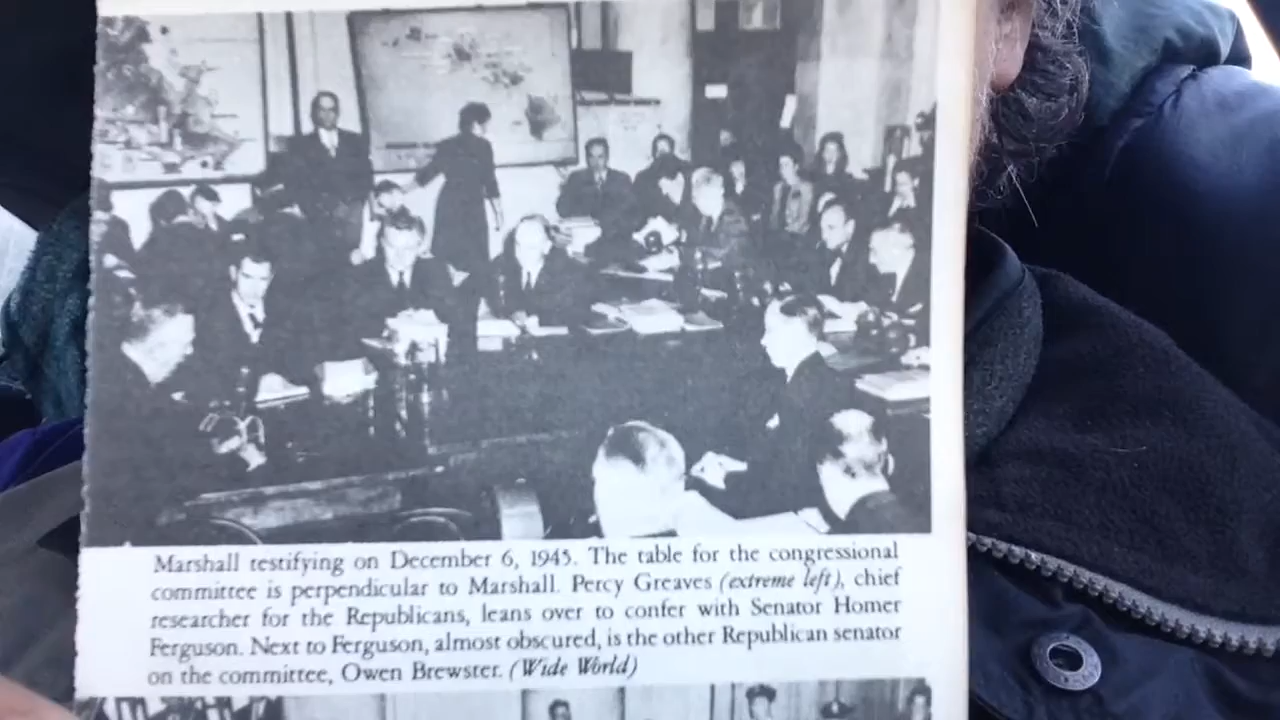 Marshall testifying on December 6, 1945. The table for the congressional
committee is perpendicular to Marshall. Percy Greaves (extreme left), chief
researcher for the Republicans, leans over to confer with Senator Homer
Ferguson. Next to Ferguson, almost obscured, is the other Republican senator
on the committee, Owen Brewster. (Wide World)